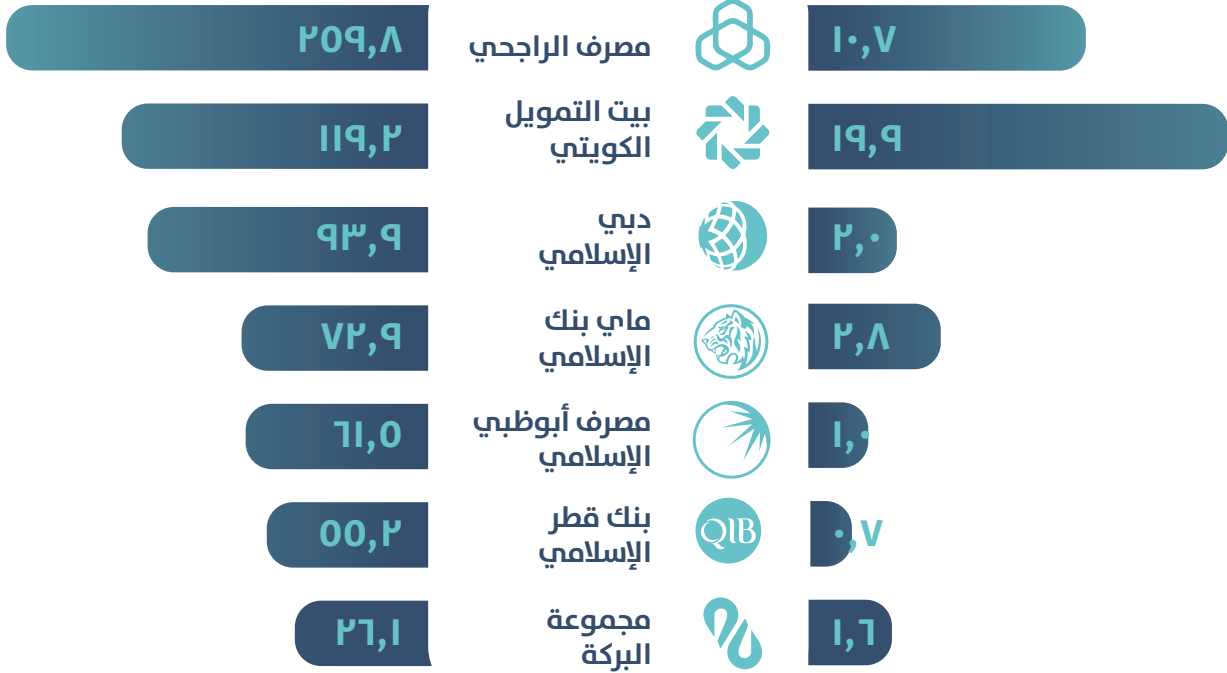 ١٠,٧
مصرف الراجحي
٢٥٩,٨
١٩,٩
بيت التمويل
الكويتي
١١٩,٢
٢,٠
دبي
الإسلامي
٩٣,٩
٢,٨
ماي بنك
الإسلامي
٧٢,٩
١,٠
مصرف أبوظبي
الإسلامي
٦١,٥
٠,٧
QIB
بنك قطر
الإسلامي
٥٥,٢
١,٦
مجموعة
البركة
٢٦,١